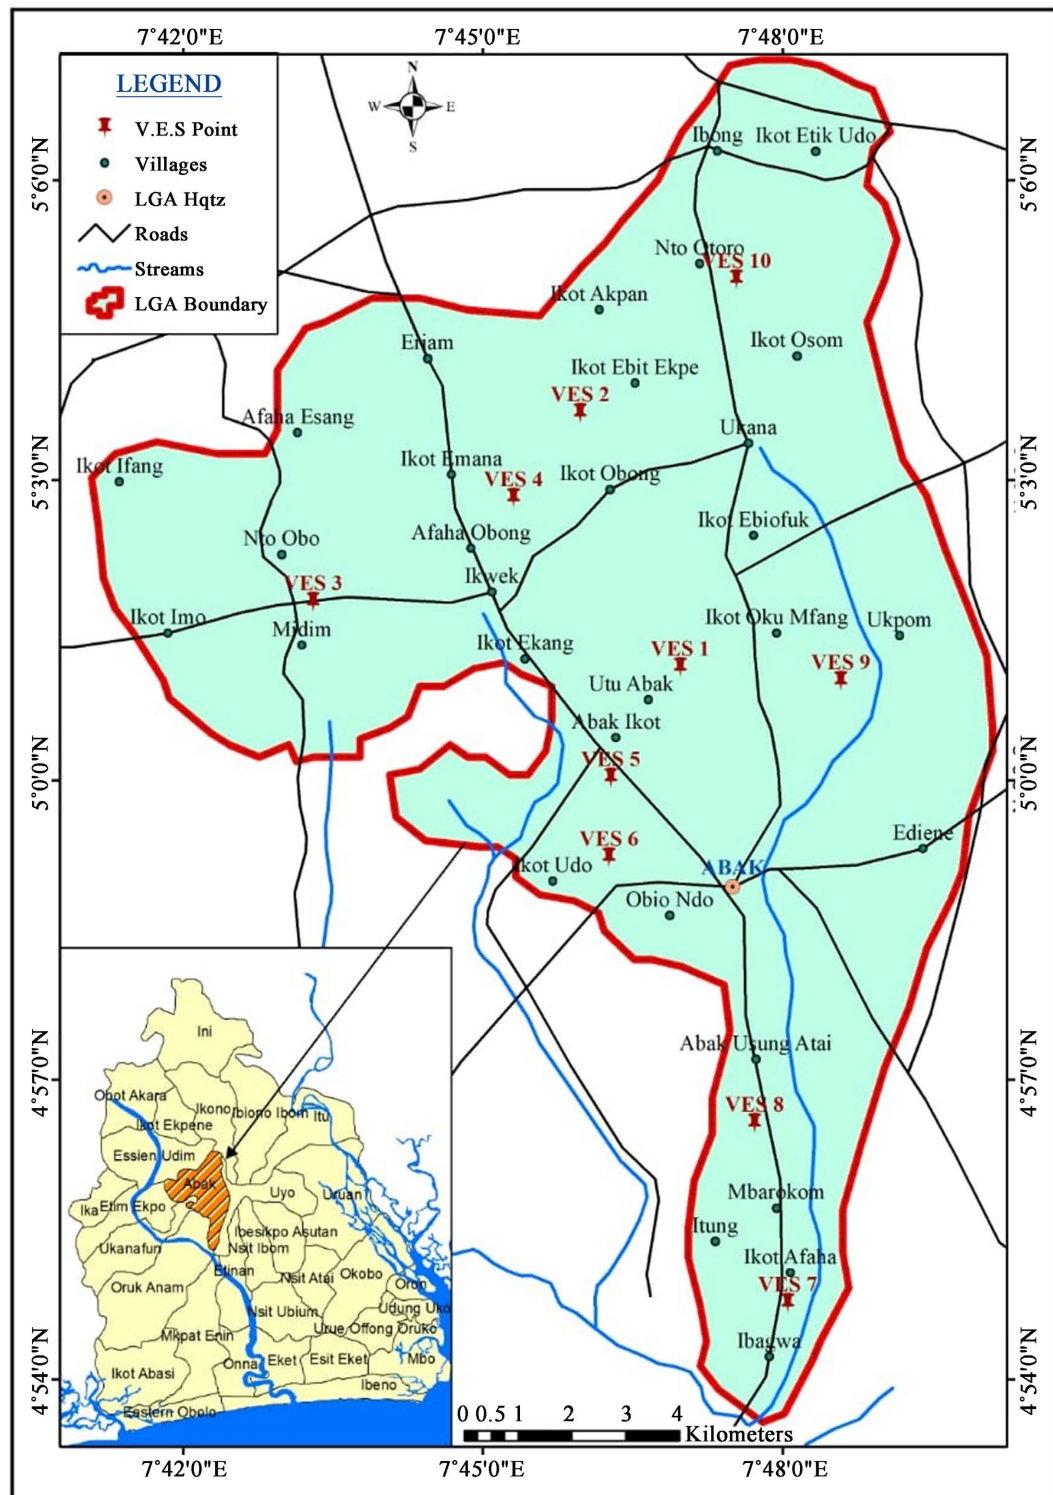 7°42'0"E 7°45'0"E 7°48'0"E
LEGEND
V.E.S Point
Villages
LGA Hqtz
Roads
Streams
LGA Boundary
N
W E
S
5°6'0"N 5°6'0"N
Ibong Ikot Etik Udo
Nto Otoro
VES 10
Ikot Akpan
Erjam
Ikot Osom
Ikot Ebit Ekpe
VES 2
Afaha Esang
Ukana
5°3'0"N 5°3'0"N
Ikot Ifang
Ikot Emana
VES 4
Ikot Obong
Ikot Ebiofuk
Nto Obo
Afaha Obong
VES 3
Ikwek
Ikot Imo
Midim
Ikot Ekang
Ikot Oku Mfang
Ukpom
VES 1
VES 9
Utu Abak
Abak Ikot
VES 5
5°0'0"N 5°0'0"N
VES 6
Ediene
Ikot Udo
ABAK
Obio Ndo
Abak Usung Atai
4°57'0"N 4°57'0"N
VES 8
Mbarokom
Itung
Ikot Afaha
VES 7
Ibagwa
4°54'0"N 4°54'0"N
Ini
Obot Akara
Ikono
Ibiono Ibom
Itu
Ikot Ekpene
Essien Udim
Abak
Uyo
Uruan
Ika
Etim Ekpo
Ibesikpo Asutan
Ukanafun
Nsit Ibom
Etinan
Oruk Anam
Nsit Atai
Okobo
Oron
Nsit Ubium
Udung Uko
Urue Offong Oruko
Mkpat Enin
Onna
Eket
Esit Eket
Mbo
Ikot Abasi
Ibeno
Eastern Obolo
0 0.5 1 2 3 4
Kilometers
7°42'0"E 7°45'0"E 7°48'0"E